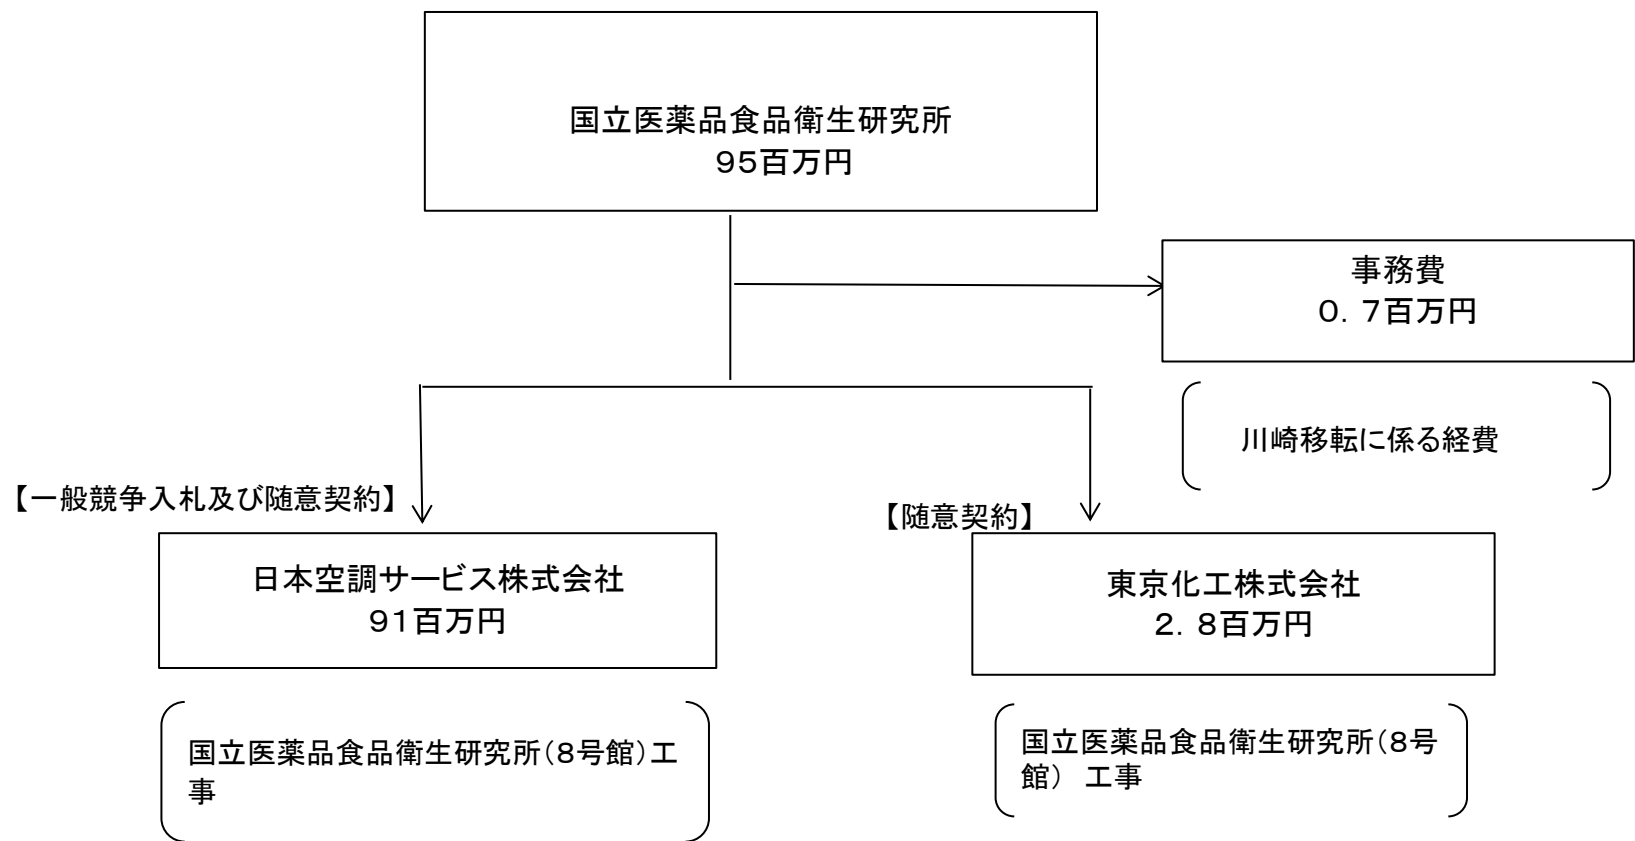 国立医薬品食品衛生研究所
９５百万円
事務費
０．７百万円
川崎移転に係る経費
【一般競争入札及び随意契約】
【随意契約】
日本空調サービス株式会社
９１百万円
東京化工株式会社
２．８百万円
国立医薬品食品衛生研究所（８号館）工
事
国立医薬品食品衛生研究所（８号
館）　工事